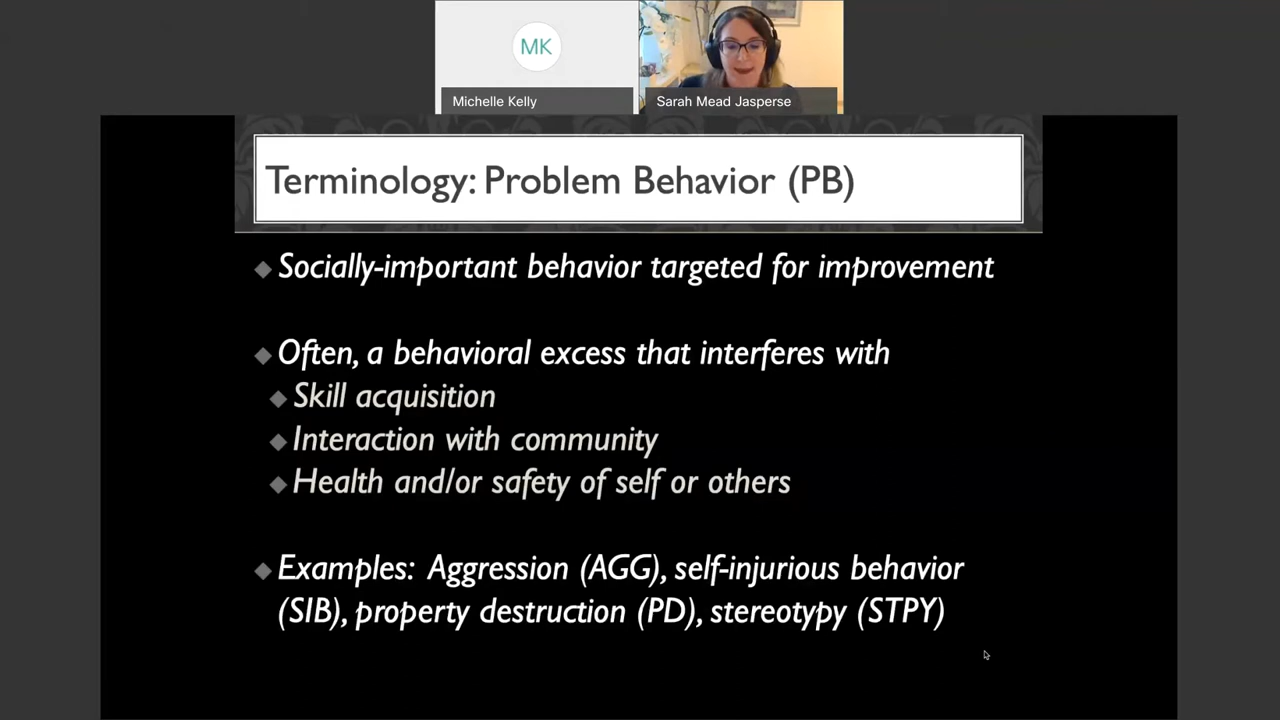 MK
Michelle Kelly
Sarah Mead Jasperse
Terminology: Problem Behavior (PB)
Socially-important behavior targeted for improvement
Often, a behavioral excess that interferes with
Skill acquisition
Interaction with community
Health and/or safety of self or others
Examples: Aggression (AGG), self-injurious behavior
(SIB), property destruction (PD), stereotypy (STPY)